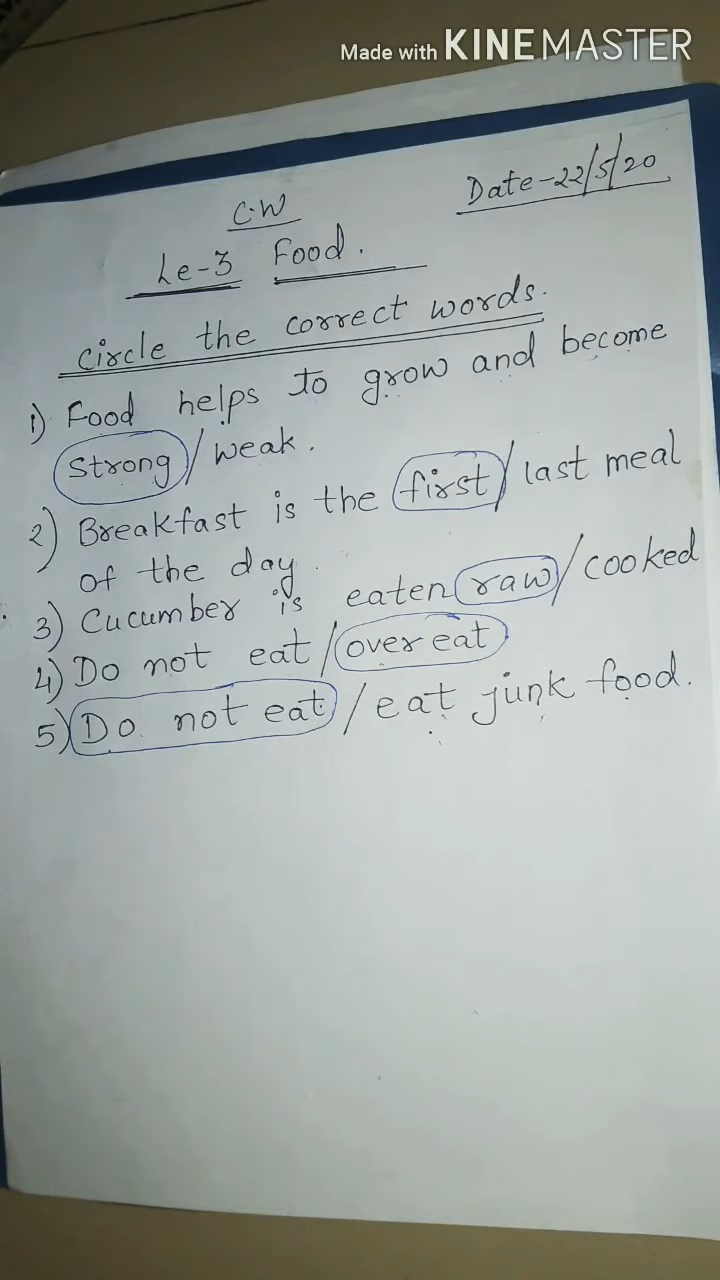 Made with KINEMASTER
Date-22/5/20
C.W
Le-3 Food.
Circle the correct words.
1) Food helps to grow and become
Strong/weak.
2) Breakfast is the first/last meal
of the day.
3) Cucumber is eaten raw/cooked
4) Do not eat/over eat
5) Do not eat/eat junk food.